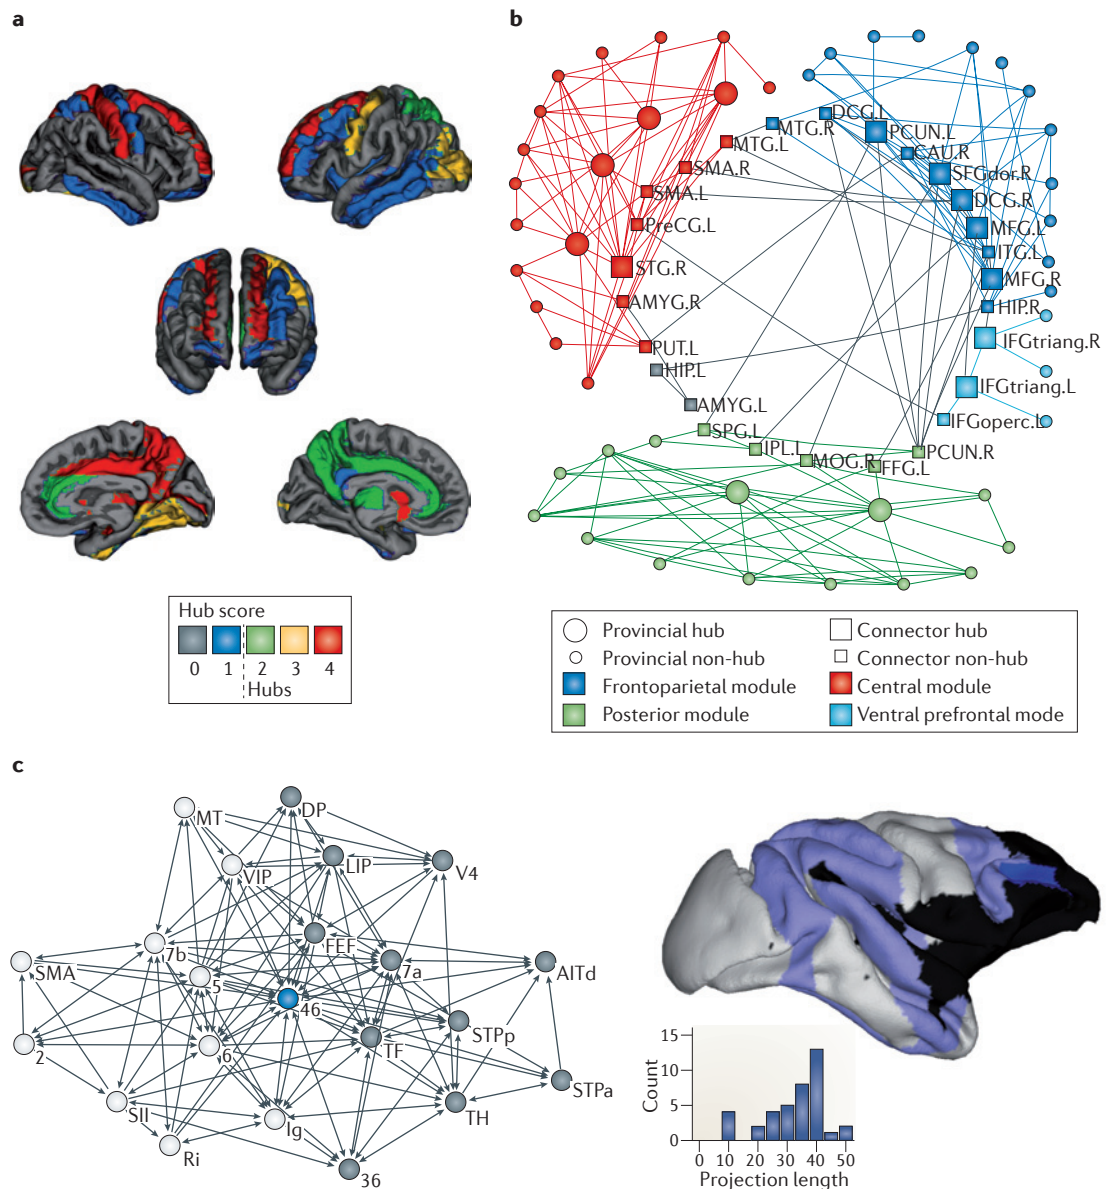 a
b
DCG.L
MTG.R
PCUN.L
MTG.L
CAU.R
SMA.R
SFGdor.R
SMA.L
DCG.R
PreCG.L
MFG.L
ITG.L
STG.R
MFG.R
AMYG.R
HIP.R
IFGtriang.R
PUT.L
HIP.L
IFGtriang.L
AMYG.L
IFGoperc.L
SPG.L
IPL.L
PCUN.R
MOG.R
FFG.L
Hub score
0 1 2 3 4
Hubs
Provincial hub
Connector hub
Provincial non-hub
Connector non-hub
Frontoparietal module
Central module
Posterior module
Ventral prefrontal mode
c
MT
DP
VIP
LIP
V4
7b
FEF
SMA
5
7a
AITd
46
2
6
TF
STPp
SII
Ig
TH
STPa
Ri
36
15
10
5
0
Count
0 10 20 30 40 50
Projection length